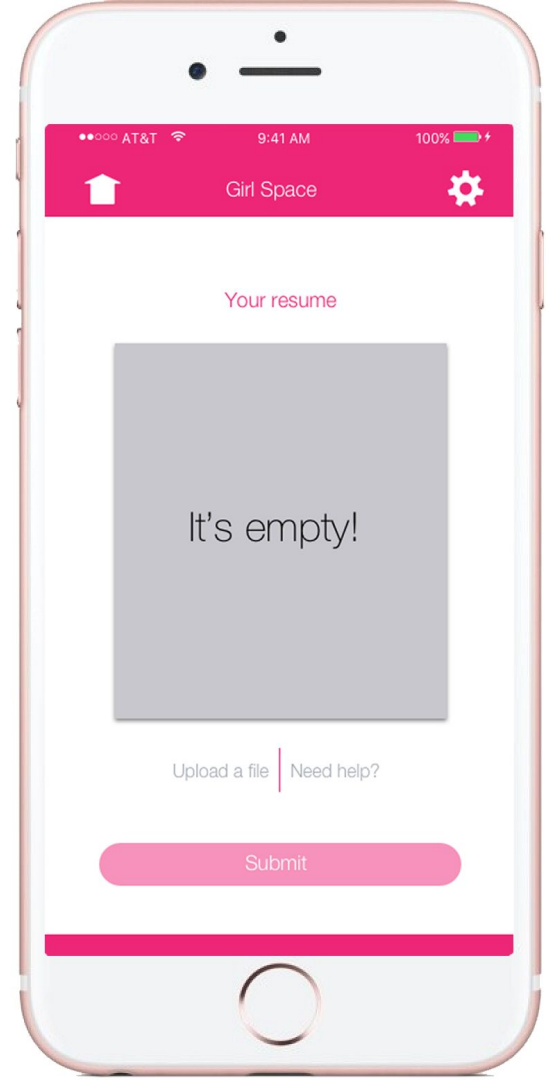 AT&T 9:41 AM 100%
Girl Space
Your resume
It's empty!
Upload a file Need help?
Submit